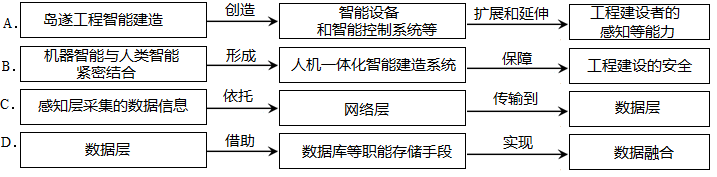 创造
扩展和延伸
A.
岛遂工程智能建造
智能设备
和智能控制系统等
工程建设者的
感知等能力
B.
机器智能与人类智能
紧密结合
形成
人机一体化智能建造系统
保障
工程建设的安全
C.
感知层采集的数据信息
依托
网络层
传输到
数据层
D.
数据层
借助
数据库等职能存储手段
实现
数据融合